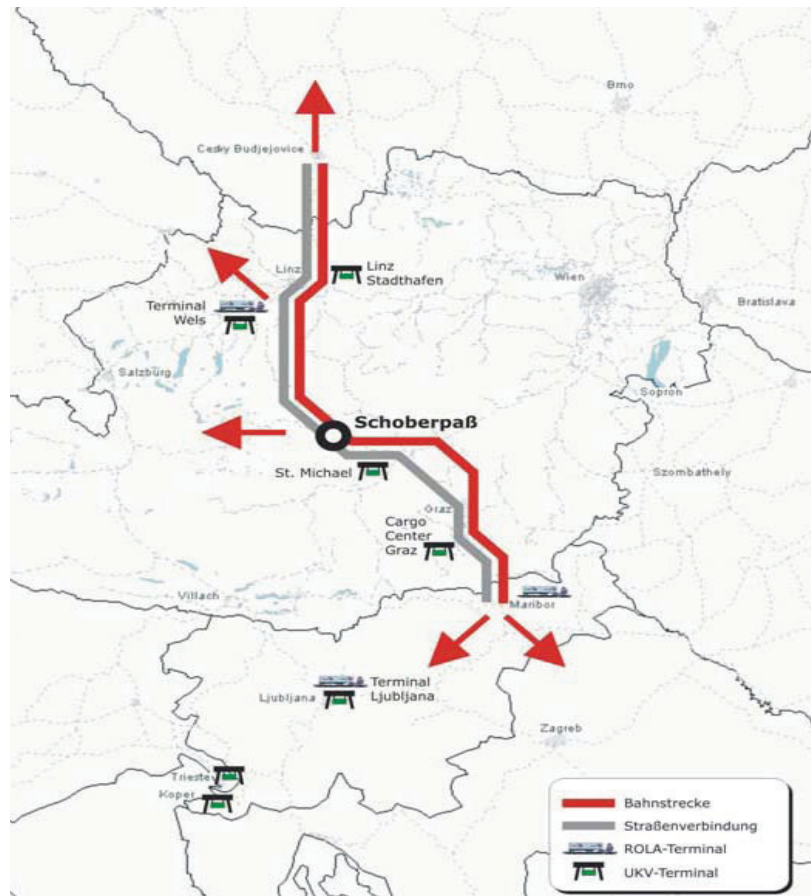 Brno
Cesky Budjejovice
Linz
Linz
Stadthafen
Wien
Terminal
Wels
Bratislava
Salzburg
Sopron
Schoberpaß
St. Michael
Szombathely
Graz
Cargo
Center
Graz
Villach
Maribor
Terminal
Ljubljana
Ljubljana
Zagreb
Trieste
Koper
Bahnstrecke
Straßenverbindung
ROLA-Terminal
UKV-Terminal